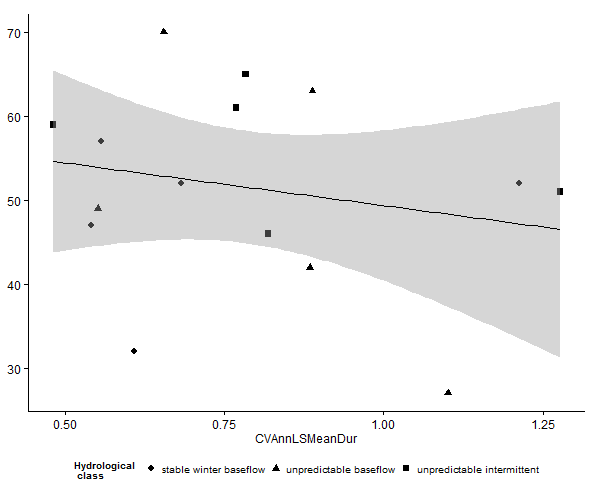 70
60
50
40
30
0.50 0.75 1.00 1.25
CVAnnLSMeanDur
Hydrological
class
stable winter baseflow unpredictable baseflow unpredictable intermittent